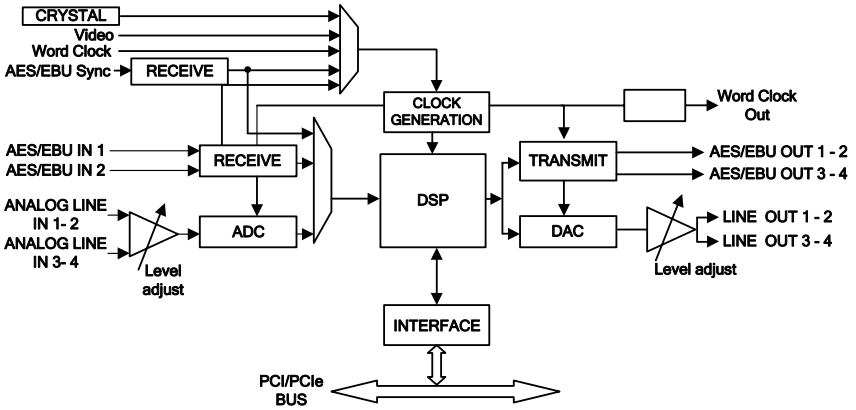 CRYSTAL
Video
Word Clock
AES/EBU Sync
RECEIVE
CLOCK
GENERATION
Word Clock
Out
AES/EBU IN 1
AES/EBU IN 2
RECEIVE
TRANSMIT
AES/EBU OUT 1 - 2
AES/EBU OUT 3 - 4
DSP
ANALOG LINE
IN 1- 2
ANALOG LINE
IN 3- 4
Level
adjust
ADC
DAC
LINE OUT 1 - 2
LINE OUT 3 - 4
Level adjust
INTERFACE
PCI/PCIe
BUS